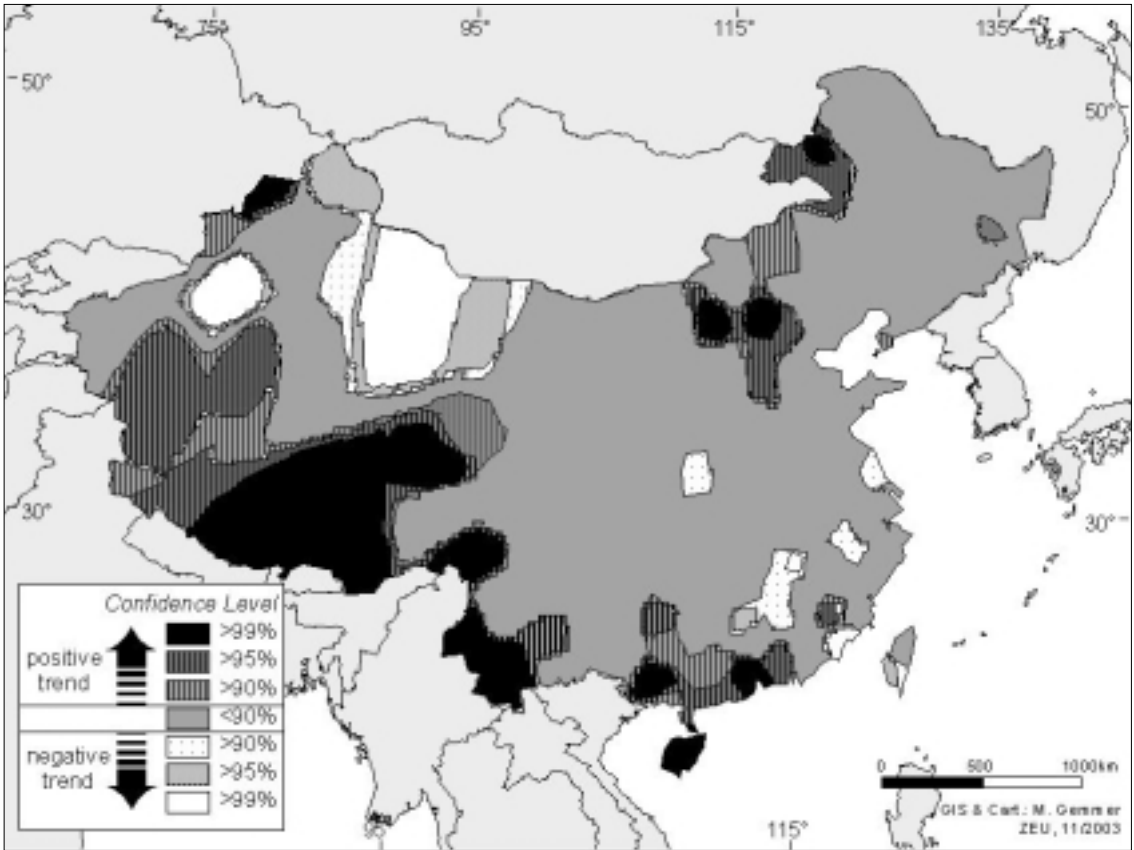 75° 95° 115° 135°
50° 50°
30° 30°
Confidence Level
>99%
positive trend
>95%
>90%
<90%
negative trend
>90%
>95%
>99%
0 500 1000km
GIS & Cart.: M. Gemmer
ZEU, 11/2003
95° 115°